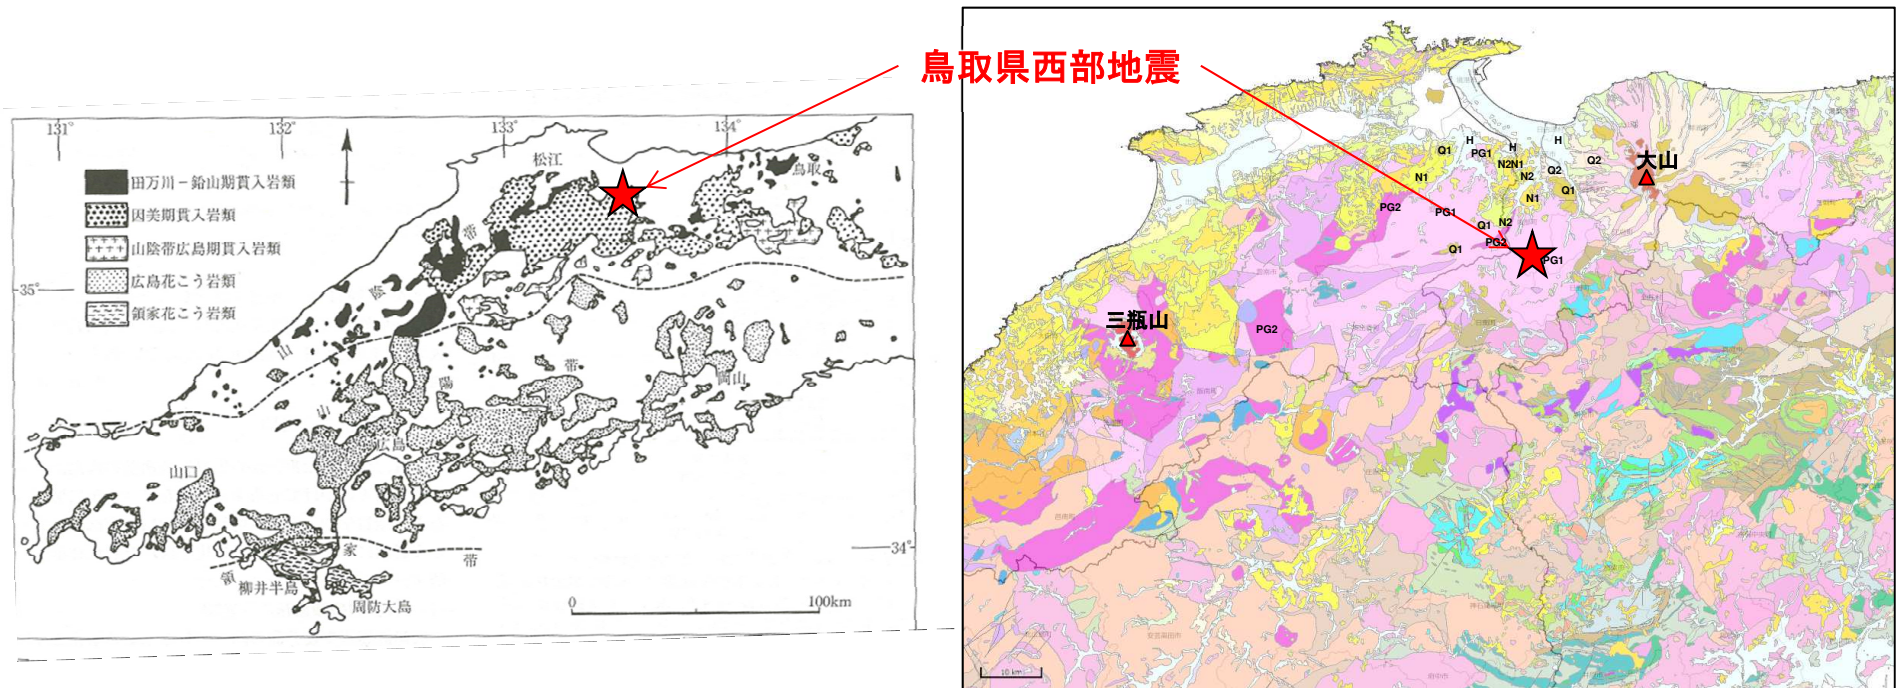 鳥取県西部地震
131°
132°
133°
134°
田万川－鉛山期貫入岩類
因美期貫入岩類
山陰帯広島期貫入岩類
広島花こう岩類
領家花こう岩類
松江
鳥取
35°
山
陰
帯
山
陽
帯
岡山
広島
山口
34°
領
家
帯
柳井半島
周防大島
0
100km
大山
三瓶山
H
H
H
Q1
PG1
N2N1
N2
Q2
Q2
N1
Q1
N1
PG2
PG1
Q1
N2
Q1
PG2
PG1
PG2
10 km